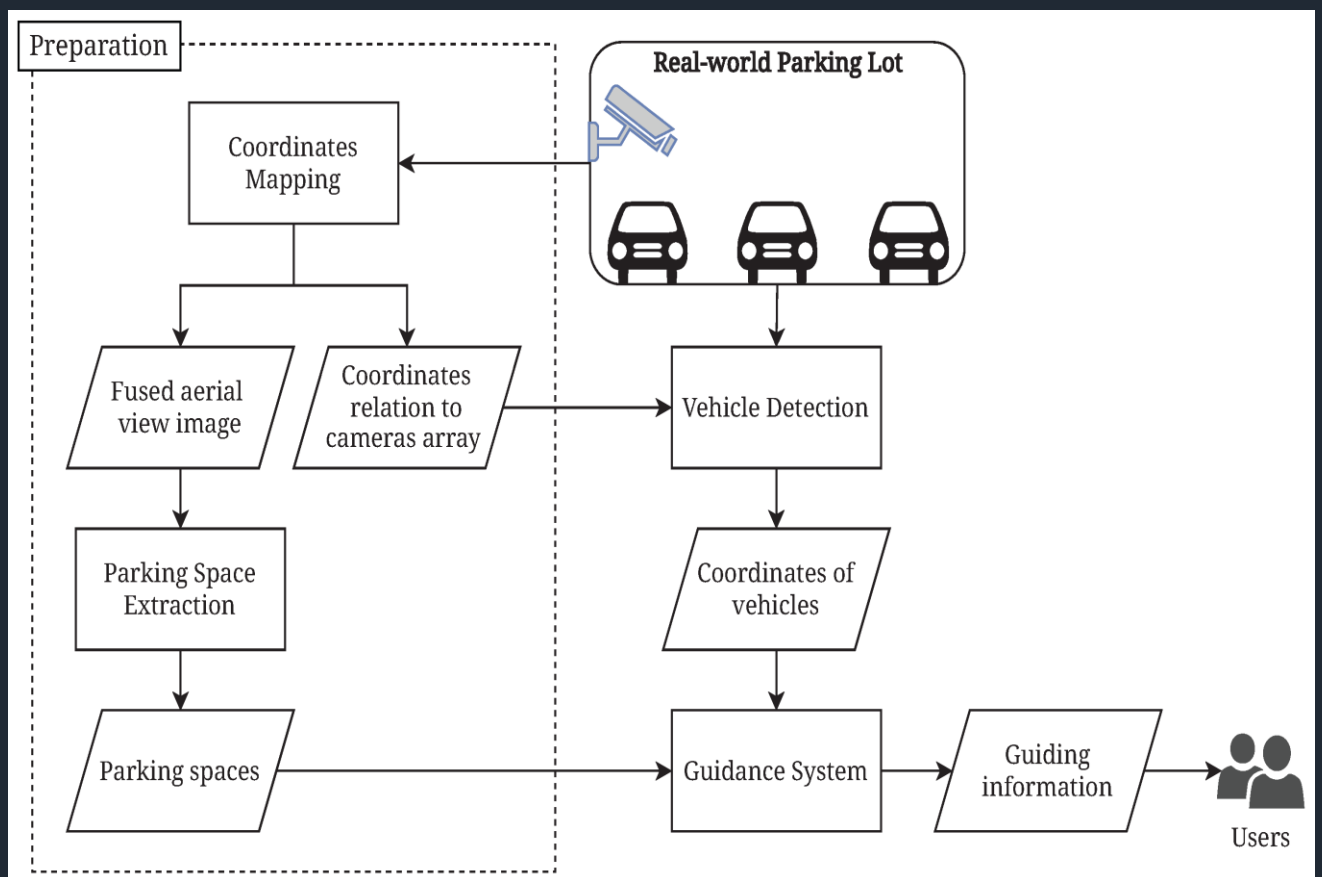 Preparation
Real-world Parking Lot
Coordinates
Mapping
Fused aerial
view image
Coordinates
relation to
cameras array
Vehicle Detection
Parking Space
Extraction
Coordinates of
vehicles
Parking spaces
Guidance System
Guiding
information
Users